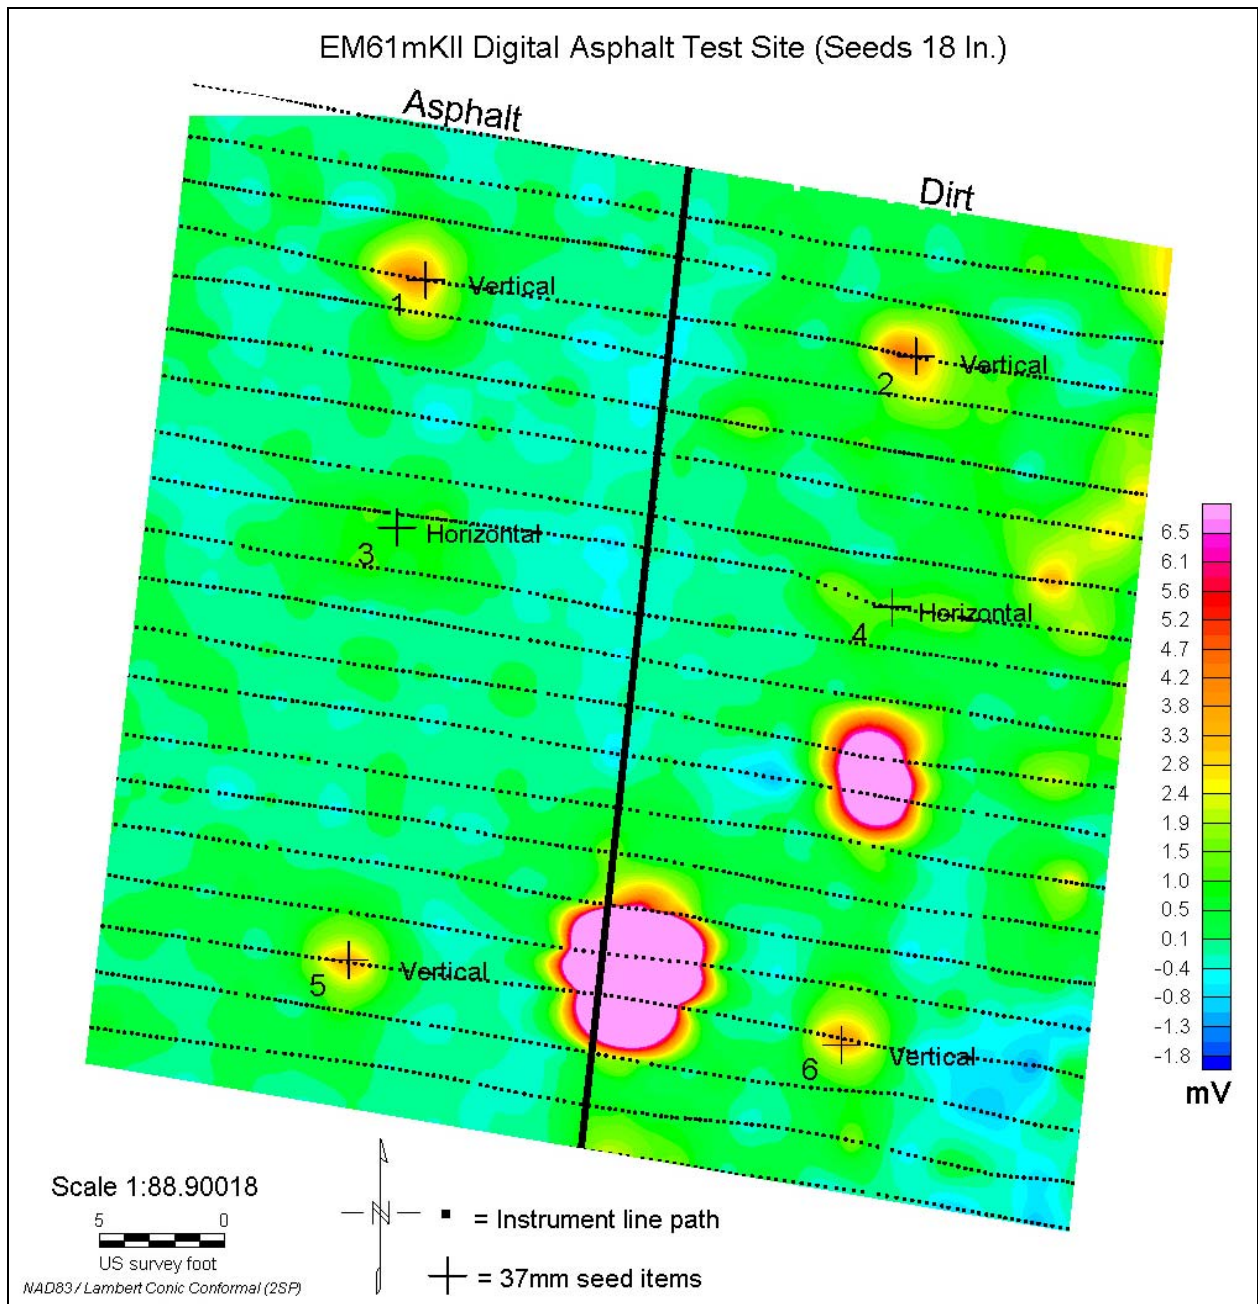 EM61mKII Digital Asphalt Test Site (Seeds 18 In.)
Asphalt
Dirt
Vertical
1
Vertical
2
Horizontal
3
Horizontal
4
Vertical
5
Vertical
6
6.5
6.1
5.6
5.2
4.7
4.2
3.8
3.3
2.8
2.4
1.9
1.5
1.0
0.5
0.1
-0.4
-0.8
-1.3
-1.8
mV
Scale 1:88.90018
5 0
US survey foot
NAD83 / Lambert Conic Conformal (2SP)
N
= Instrument line path
= 37mm seed items